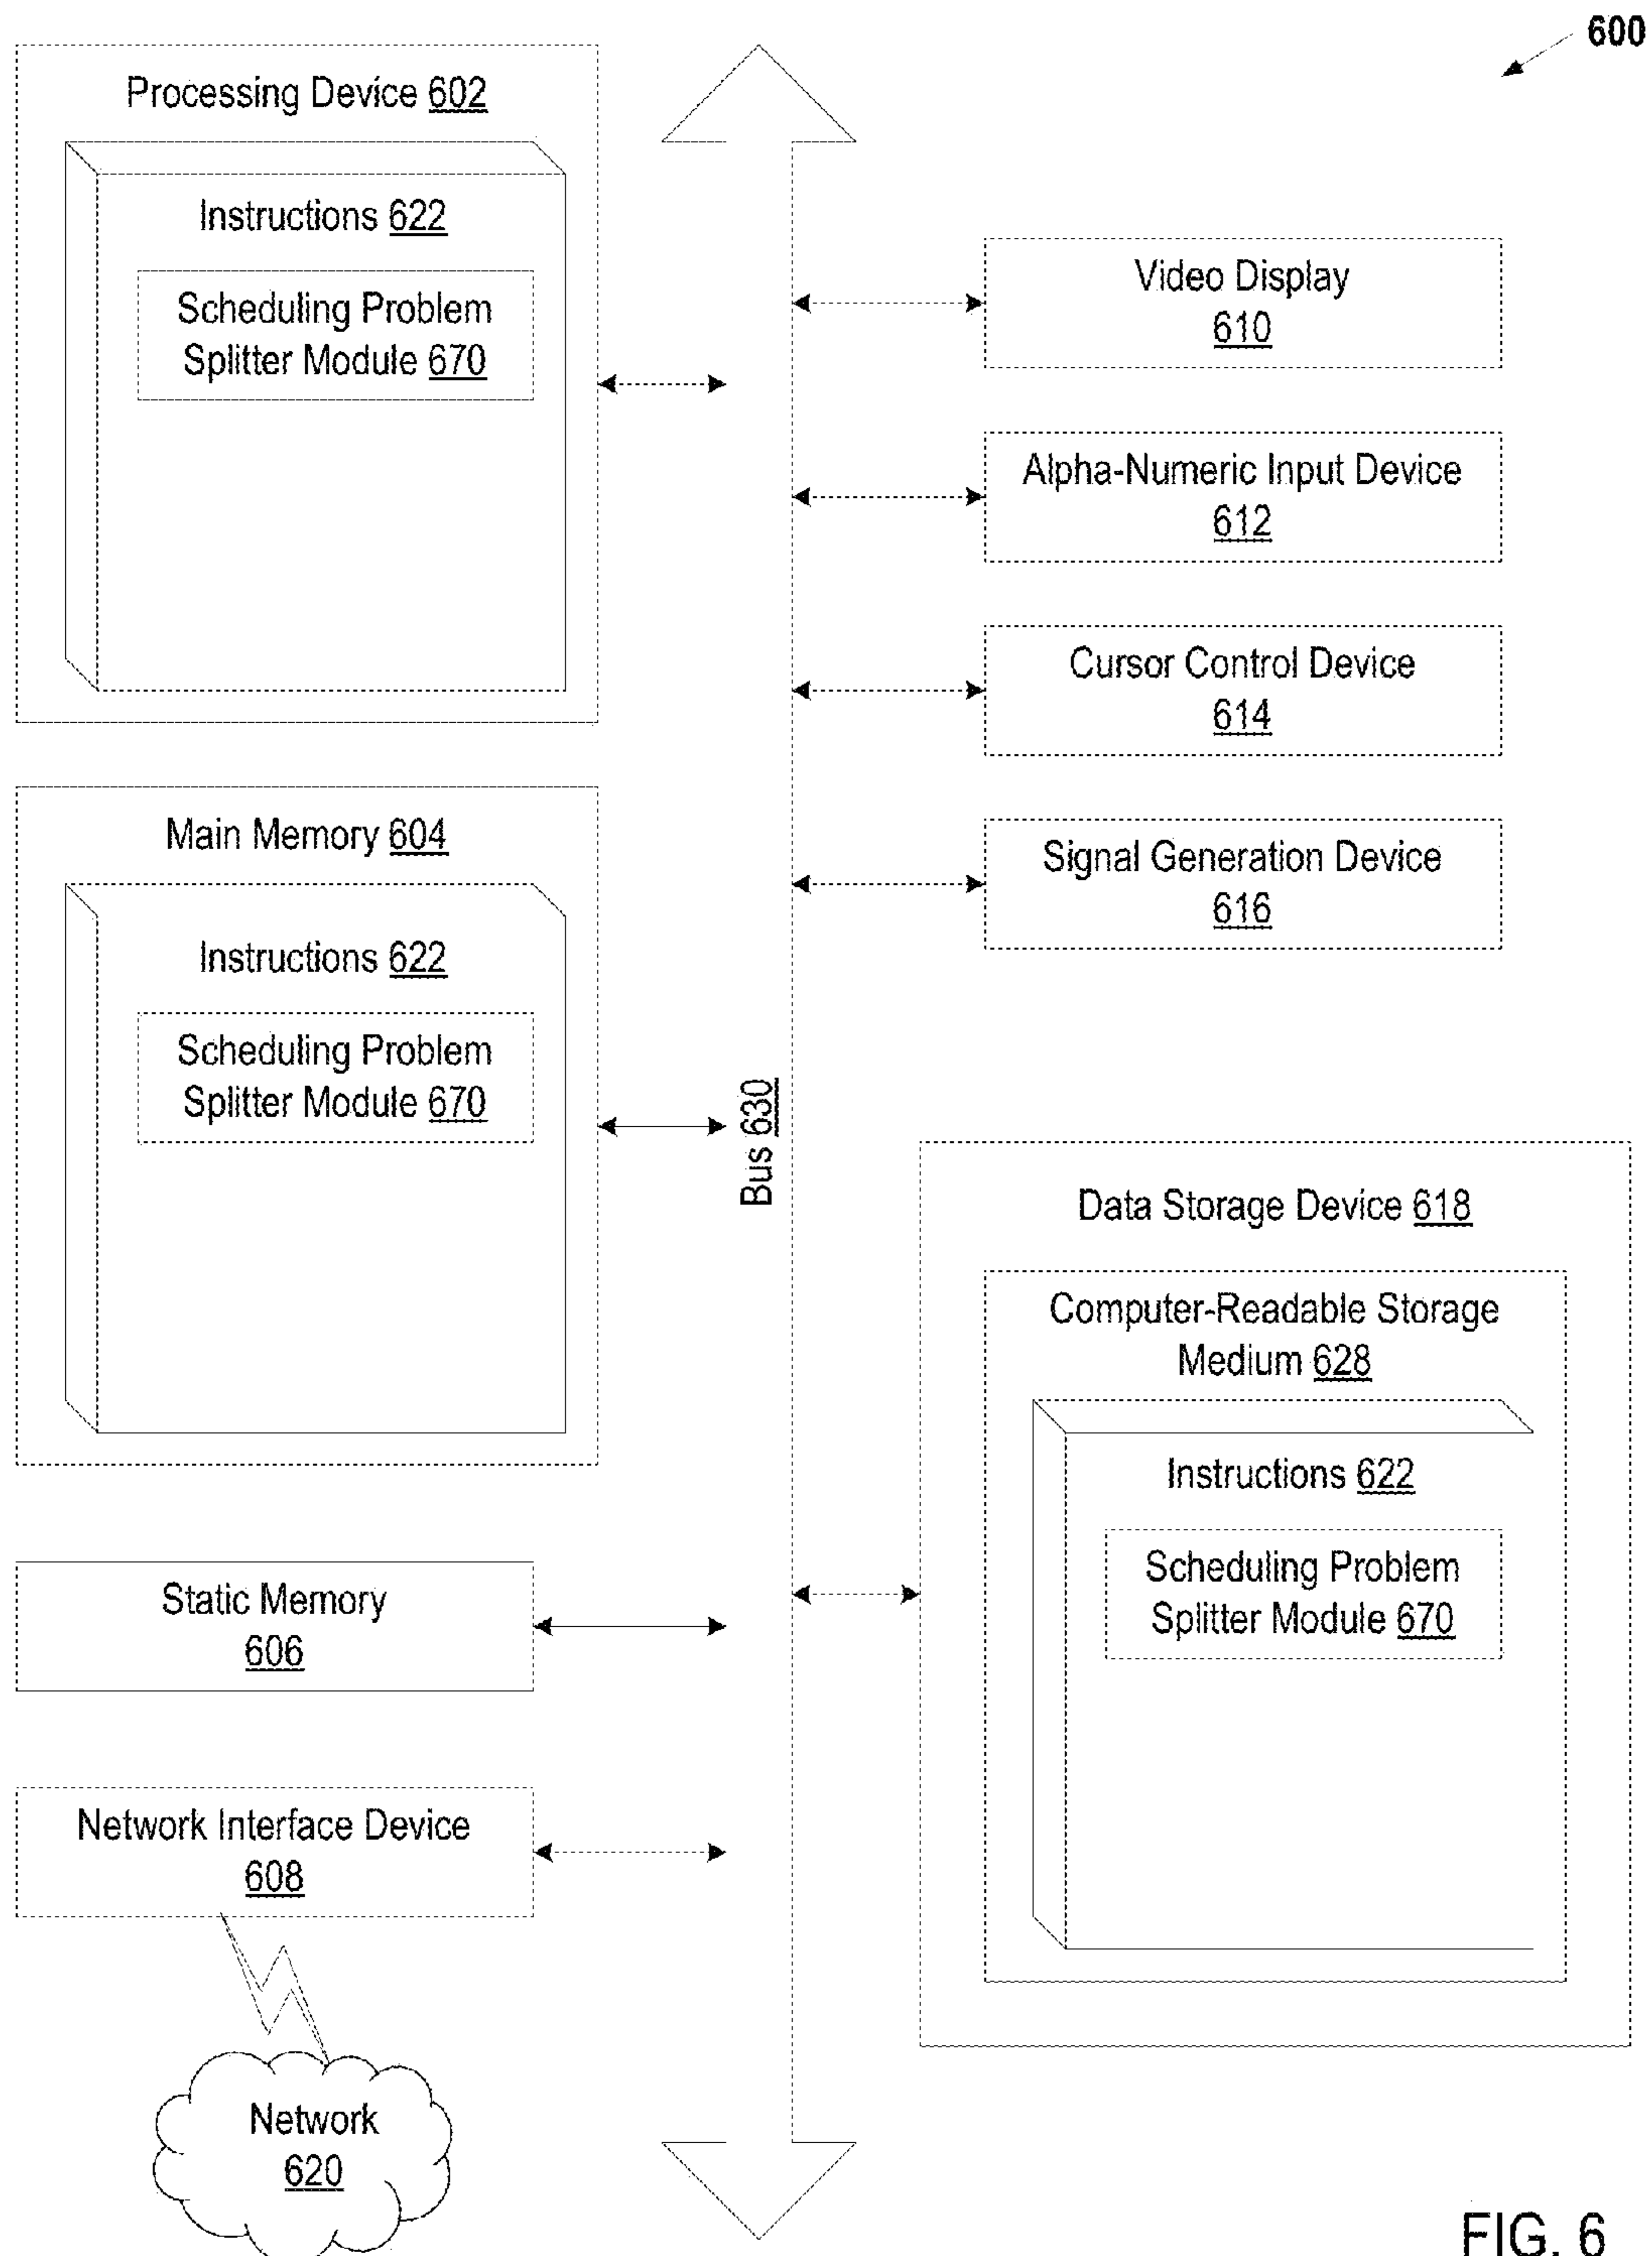 600
Processing Device 602
Instructions 622
Scheduling Problem
Splitter Module 670
Main Memory 604
Instructions 622
Scheduling Problem
Splitter Module 670
Static Memory
606
Network Interface Device
608
Network
620
Bus 630
Video Display
610
Alpha-Numeric Input Device
612
Cursor Control Device
614
Signal Generation Device
616
Data Storage Device 618
Computer-Readable Storage
Medium 628
Instructions 622
Scheduling Problem
Splitter Module 670
FIG. 6